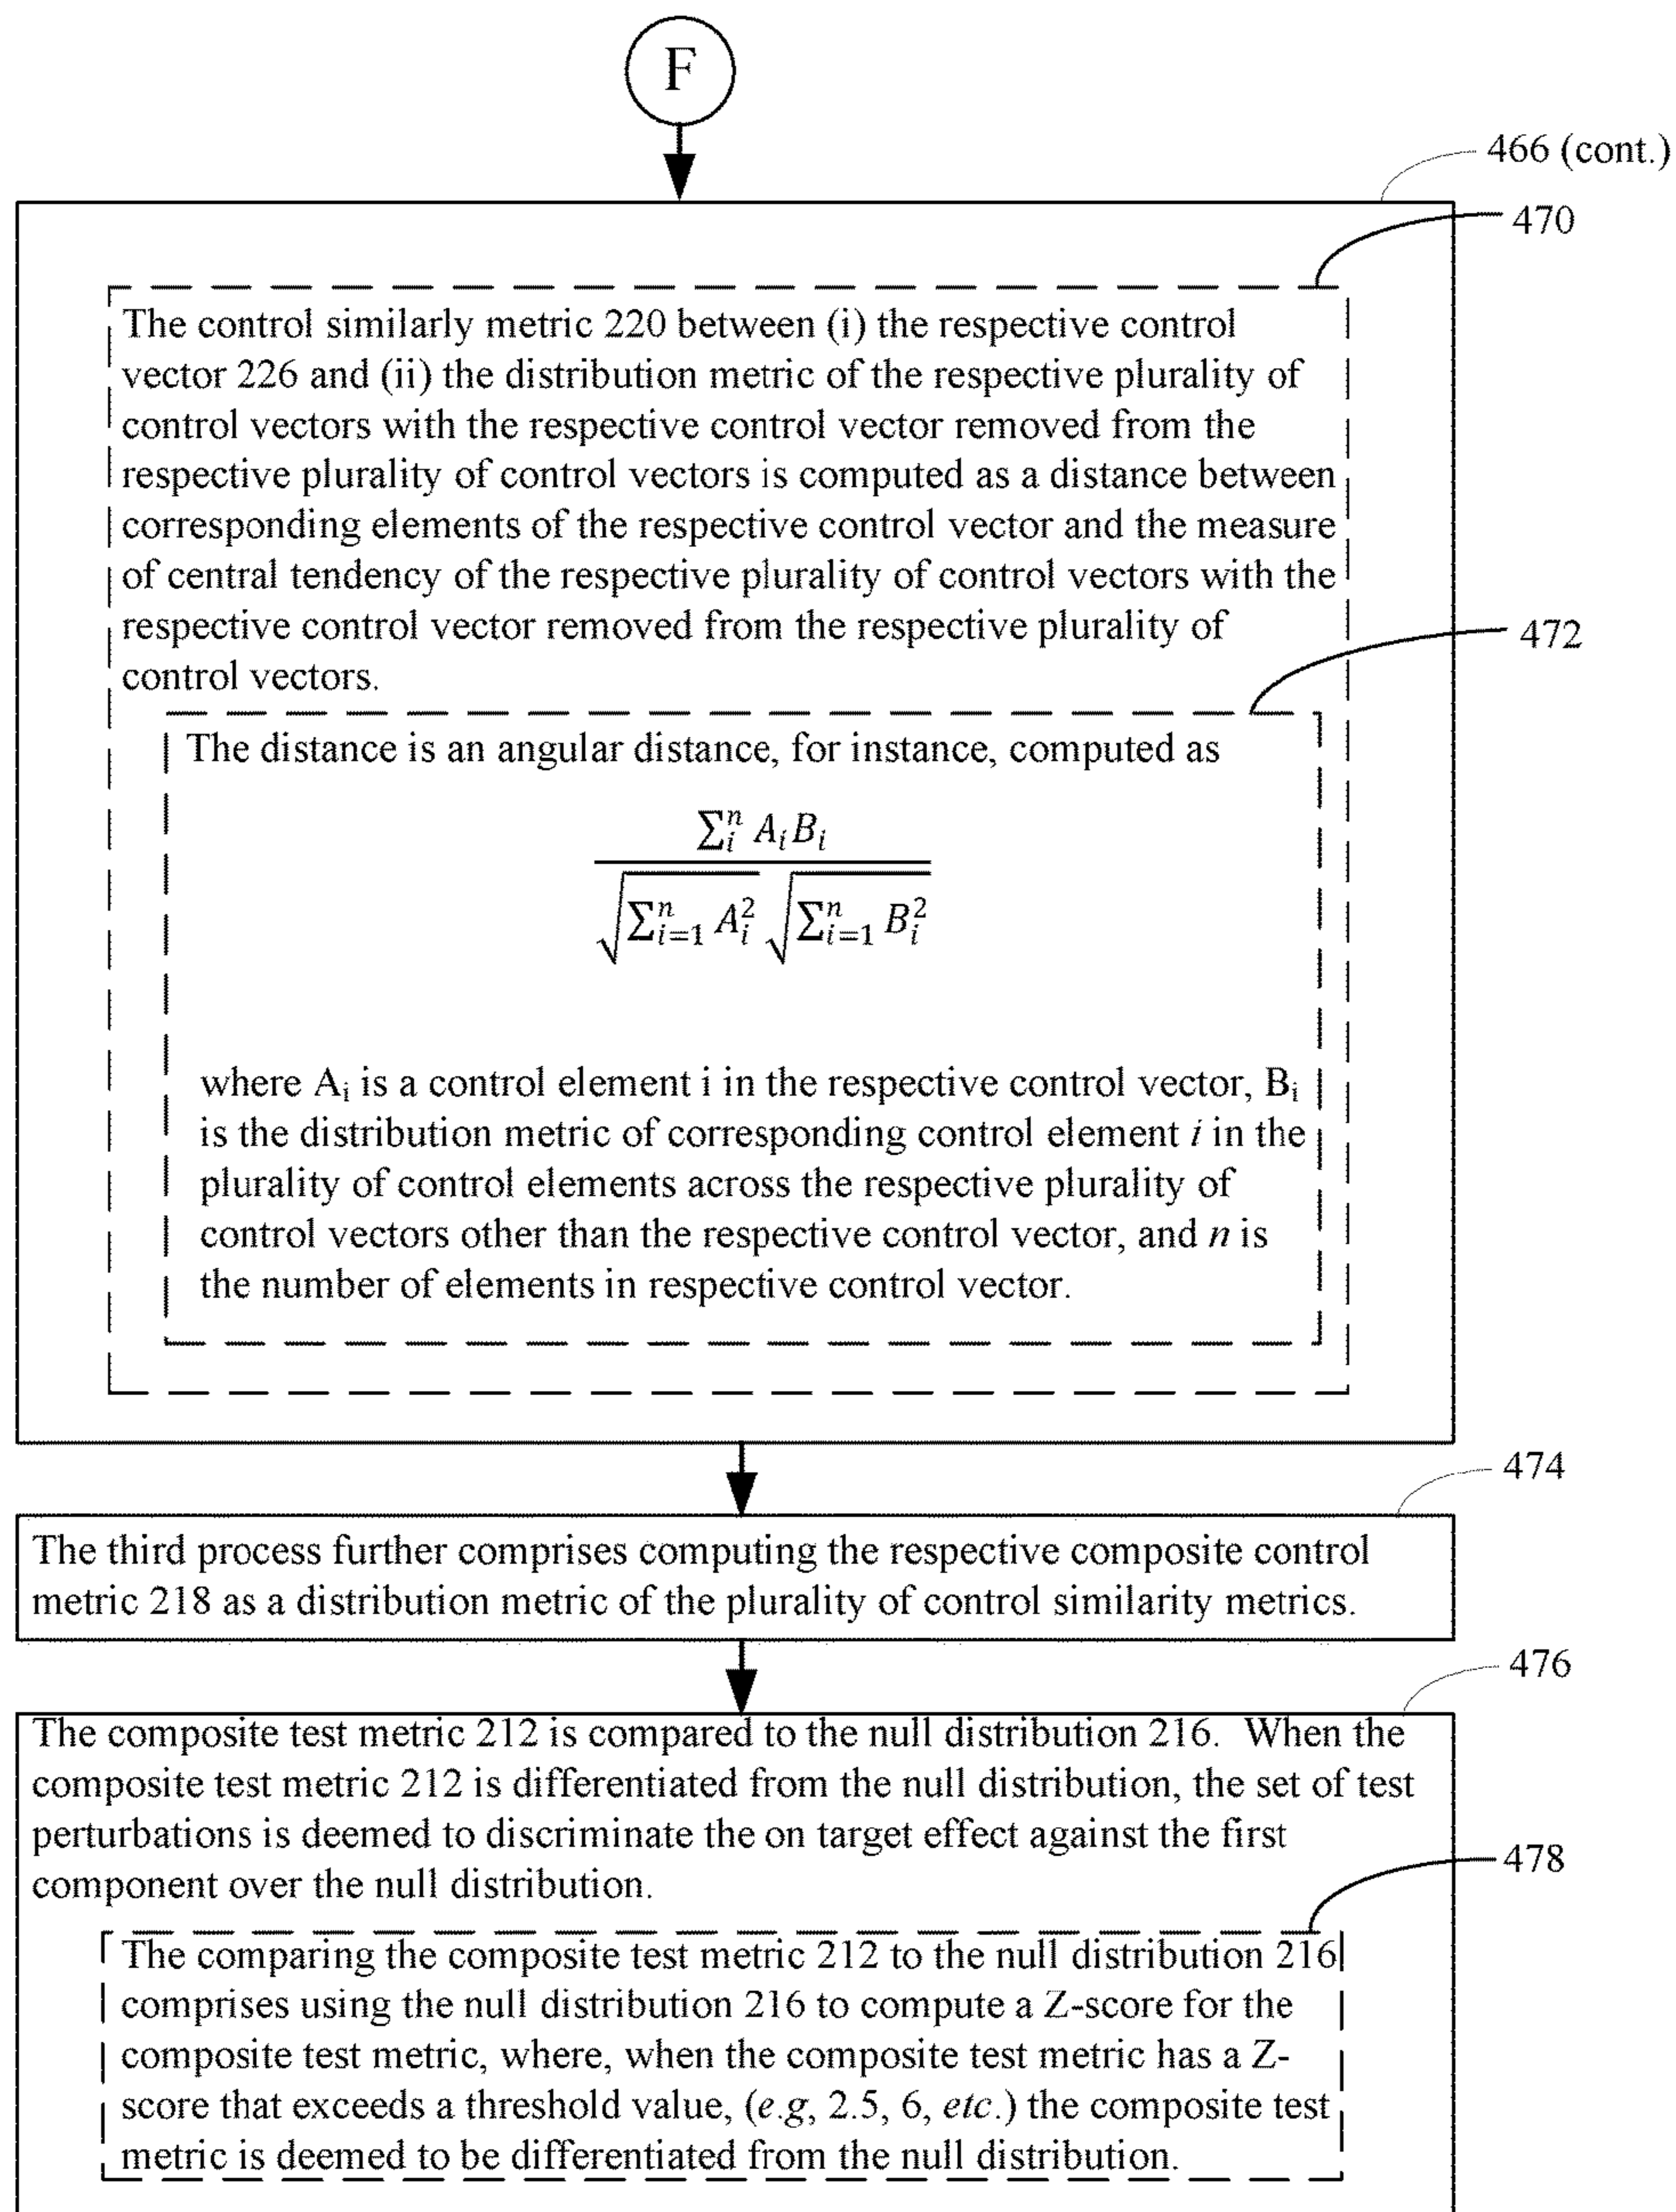 F
466 (cont.)
470
The control similarly metric 220 between (i) the respective control
vector 226 and (ii) the distribution metric of the respective plurality of
control vectors with the respective control vector removed from the
respective plurality of control vectors is computed as a distance between
corresponding elements of the respective control vector and the measure
of central tendency of the respective plurality of control vectors with the
respective control vector removed from the respective plurality of
control vectors.
472
The distance is an angular distance, for instance, computed as
∑ᵢⁿ AᵢBᵢ
√∑ⁿᵢ₌₁ Aᵢ² √∑ⁿᵢ₌₁ Bᵢ²
where Aᵢ is a control element i in the respective control vector, Bᵢ
is the distribution metric of corresponding control element i in the
plurality of control elements across the respective plurality of
control vectors other than the respective control vector, and n is
the number of elements in respective control vector.
474
The third process further comprises computing the respective composite control
metric 218 as a distribution metric of the plurality of control similarity metrics.
476
The composite test metric 212 is compared to the null distribution 216. When the
composite test metric 212 is differentiated from the null distribution, the set of test
perturbations is deemed to discriminate the on target effect against the first
component over the null distribution.
478
The comparing the composite test metric 212 to the null distribution 216
comprises using the null distribution 216 to compute a Z-score for the
composite test metric, where, when the composite test metric has a Z-
score that exceeds a threshold value, (e.g, 2.5, 6, etc.) the composite test
metric is deemed to be differentiated from the null distribution.